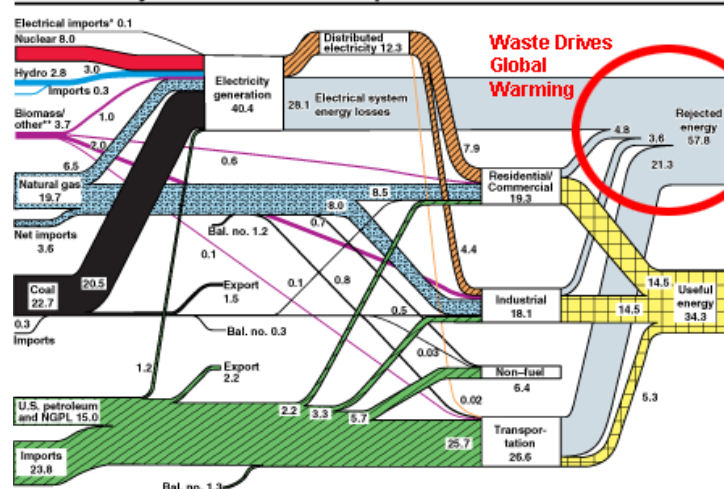 Electrical imports* 0.1
Nuclear 8.0
Hydro 2.8
3.0
Imports 0.3
Biomass/
other** 3.7
1.0
2.0
6.5
Natural gas
19.7
Net imports
3.6
Coal
22.7
20.5
0.3
Imports
U.S. petroleum
and NGPL 15.0
Imports
23.8
Electricity
generation
40.4
Distributed
electricity 12.3
28.1
Electrical system
energy losses
Waste Drives
Global
Warming
Rejected
energy
57.8
4.8
3.6
21.3
7.9
0.6
8.5
8.0
0.7
Bal. no. 1.2
0.1
0.1
0.8
0.5
4.4
Export
1.5
Bal. no. 0.3
0.03
1.2
Export
2.2
2.2
3.3
5.7
0.02
25.7
Bal. no. 1.3
Residential/
Commercial
19.3
Industrial
18.1
Non–fuel
6.4
Transpor-
tation
26.6
14.5
14.5
5.3
Useful
energy
34.3